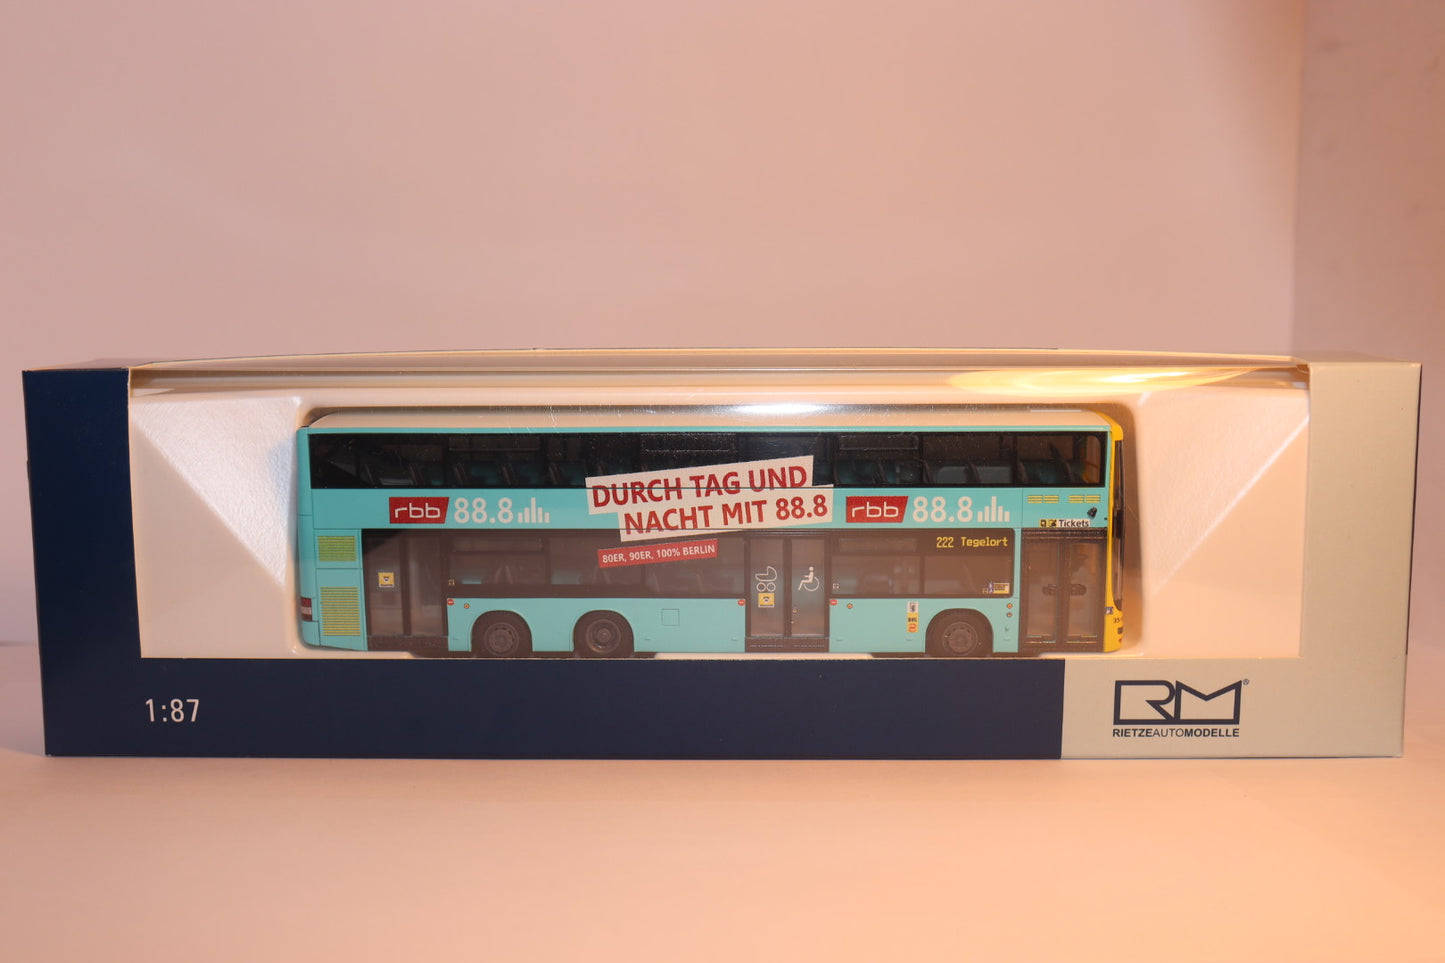 rbb 88.8
DURCH TAG UND
NACHT MIT 88.8
80ER, 90ER, 100% BERLIN
rbb 88.8
Tickets
222 Tegelort
BVG
1:87
RM®
RIETZEAUTOMODELLE